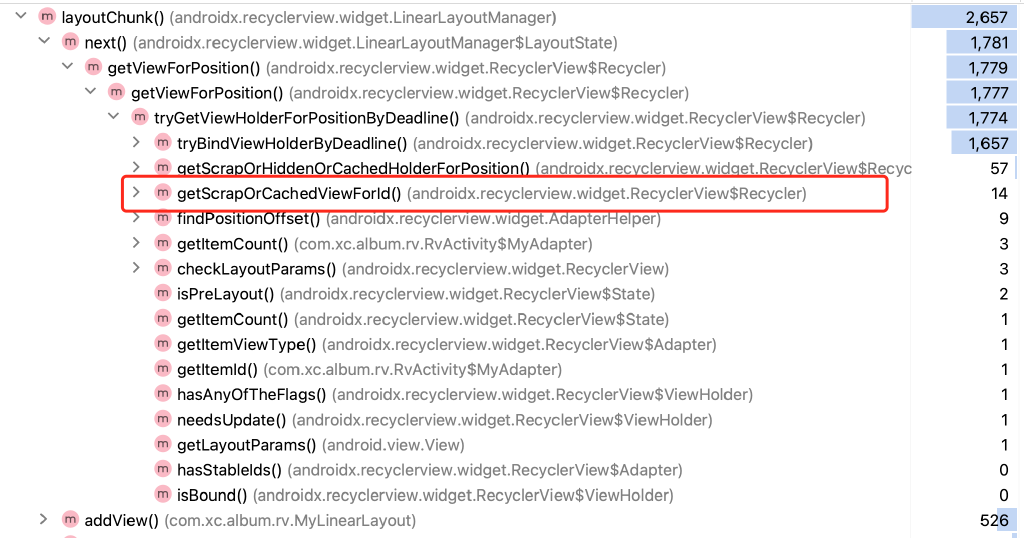 m layoutChunk() (androidx.recyclerview.widget.LinearLayoutManager) 2,657
m next() (androidx.recyclerview.widget.LinearLayoutManager$LayoutState) 1,781
m getViewForPosition() (androidx.recyclerview.widget.RecyclerView$Recycler) 1,779
m getViewForPosition() (androidx.recyclerview.widget.RecyclerView$Recycler) 1,777
m tryGetViewHolderForPositionByDeadline() (androidx.recyclerview.widget.RecyclerView$Recycler) 1,774
m tryBindViewHolderByDeadline() (androidx.recyclerview.widget.RecyclerView$Recycler) 1,657
m getScrapOrHiddenOrCachedHolderForPosition() (androidx.recyclerview.widget.RecyclerView$Recyc 57
m getScrapOrCachedViewForId() (androidx.recyclerview.widget.RecyclerView$Recycler) 14
m findPositionOffset() (androidx.recyclerview.widget.AdapterHelper) 9
m getItemCount() (com.xc.album.rv.RvActivity$MyAdapter) 3
m checkLayoutParams() (androidx.recyclerview.widget.RecyclerView) 3
m isPreLayout() (androidx.recyclerview.widget.RecyclerView$State) 2
m getItemCount() (androidx.recyclerview.widget.RecyclerView$State) 1
m getItemViewType() (androidx.recyclerview.widget.RecyclerView$Adapter) 1
m getItemId() (com.xc.album.rv.RvActivity$MyAdapter) 1
m hasAnyOfTheFlags() (androidx.recyclerview.widget.RecyclerView$ViewHolder) 1
m needsUpdate() (androidx.recyclerview.widget.RecyclerView$ViewHolder) 1
m getLayoutParams() (android.view.View) 1
m hasStableIds() (androidx.recyclerview.widget.RecyclerView$Adapter) 0
m isBound() (androidx.recyclerview.widget.RecyclerView$ViewHolder) 0
m addView() (com.xc.album.rv.MyLinearLayout) 526